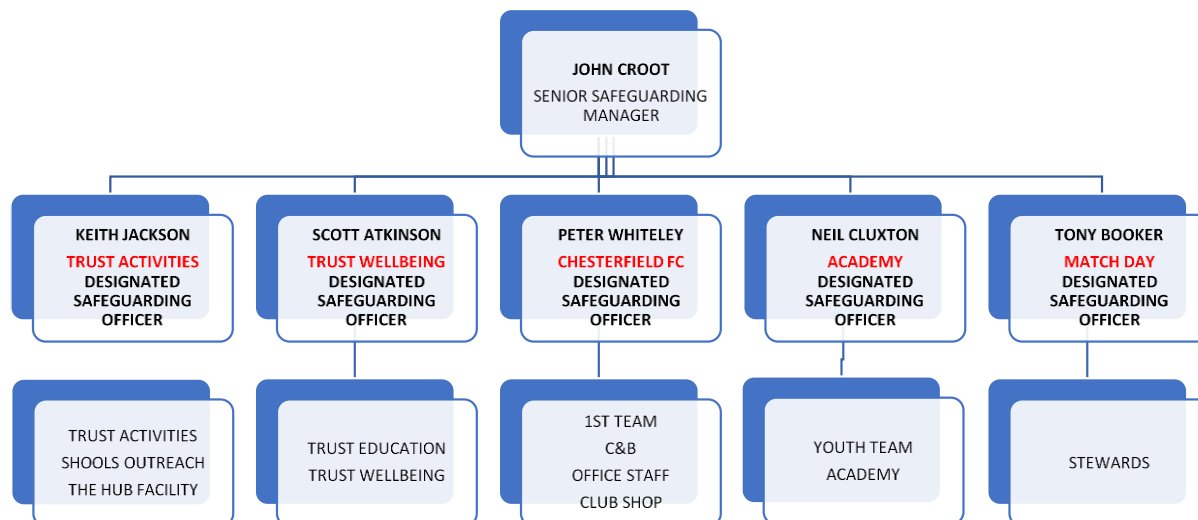 JOHN CROOT
SENIOR SAFEGUARDING
MANAGER
KEITH JACKSON
TRUST ACTIVITIES
DESIGNATED
SAFEGUARDING
OFFICER
SCOTT ATKINSON
TRUST WELLBEING
DESIGNATED
SAFEGUARDING
OFFICER
PETER WHITELEY
CHESTERFIELD FC
DESIGNATED
SAFEGUARDING
OFFICER
NEIL CLUXTON
ACADEMY
DESIGNATED
SAFEGUARDING
OFFICER
TONY BOOKER
MATCH DAY
DESIGNATED
SAFEGUARDING
OFFICER
TRUST ACTIVITIES
SHOOLS OUTREACH
THE HUB FACILITY
TRUST EDUCATION
TRUST WELLBEING
1ST TEAM
C&B
OFFICE STAFF
CLUB SHOP
YOUTH TEAM
ACADEMY
STEWARDS